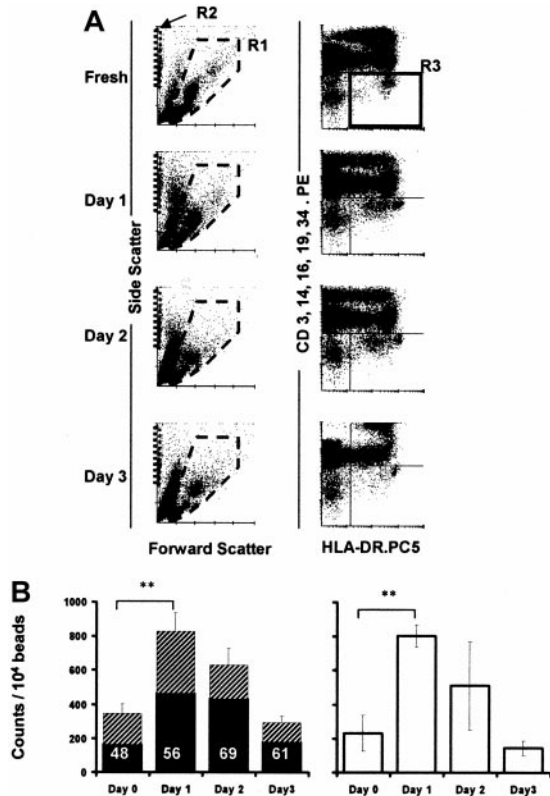 A
R2
R1
R3
Fresh
Day 1
Day 2
Day 3
Side Scatter
CD 3, 14, 16, 19, 34 . PE
Forward Scatter
HLA-DR.PC5
B
Counts / 10⁴ beads
1000
800
600
400
200
0
**
48
56
69
61
Day 0
Day 1
Day 2
Day3
**
Day 0
Day 1
Day 2
Day3